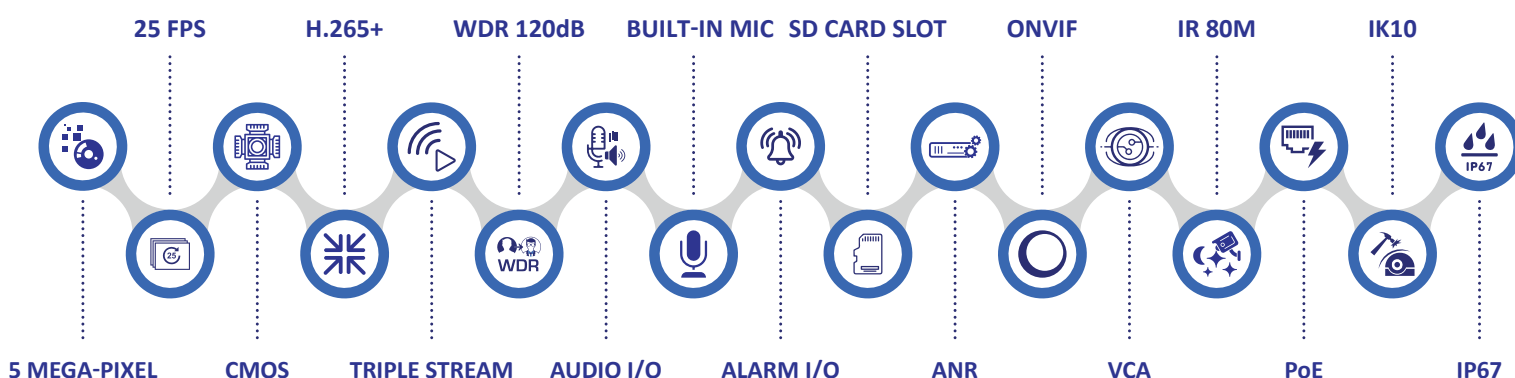 25 FPS H.265+ WDR 120dB BUILT-IN MIC SD CARD SLOT ONVIF IR 80M IK10
IP67
25
WDR
5 MEGA-PIXEL CMOS TRIPLE STREAM AUDIO I/O ALARM I/O ANR VCA PoE IP67